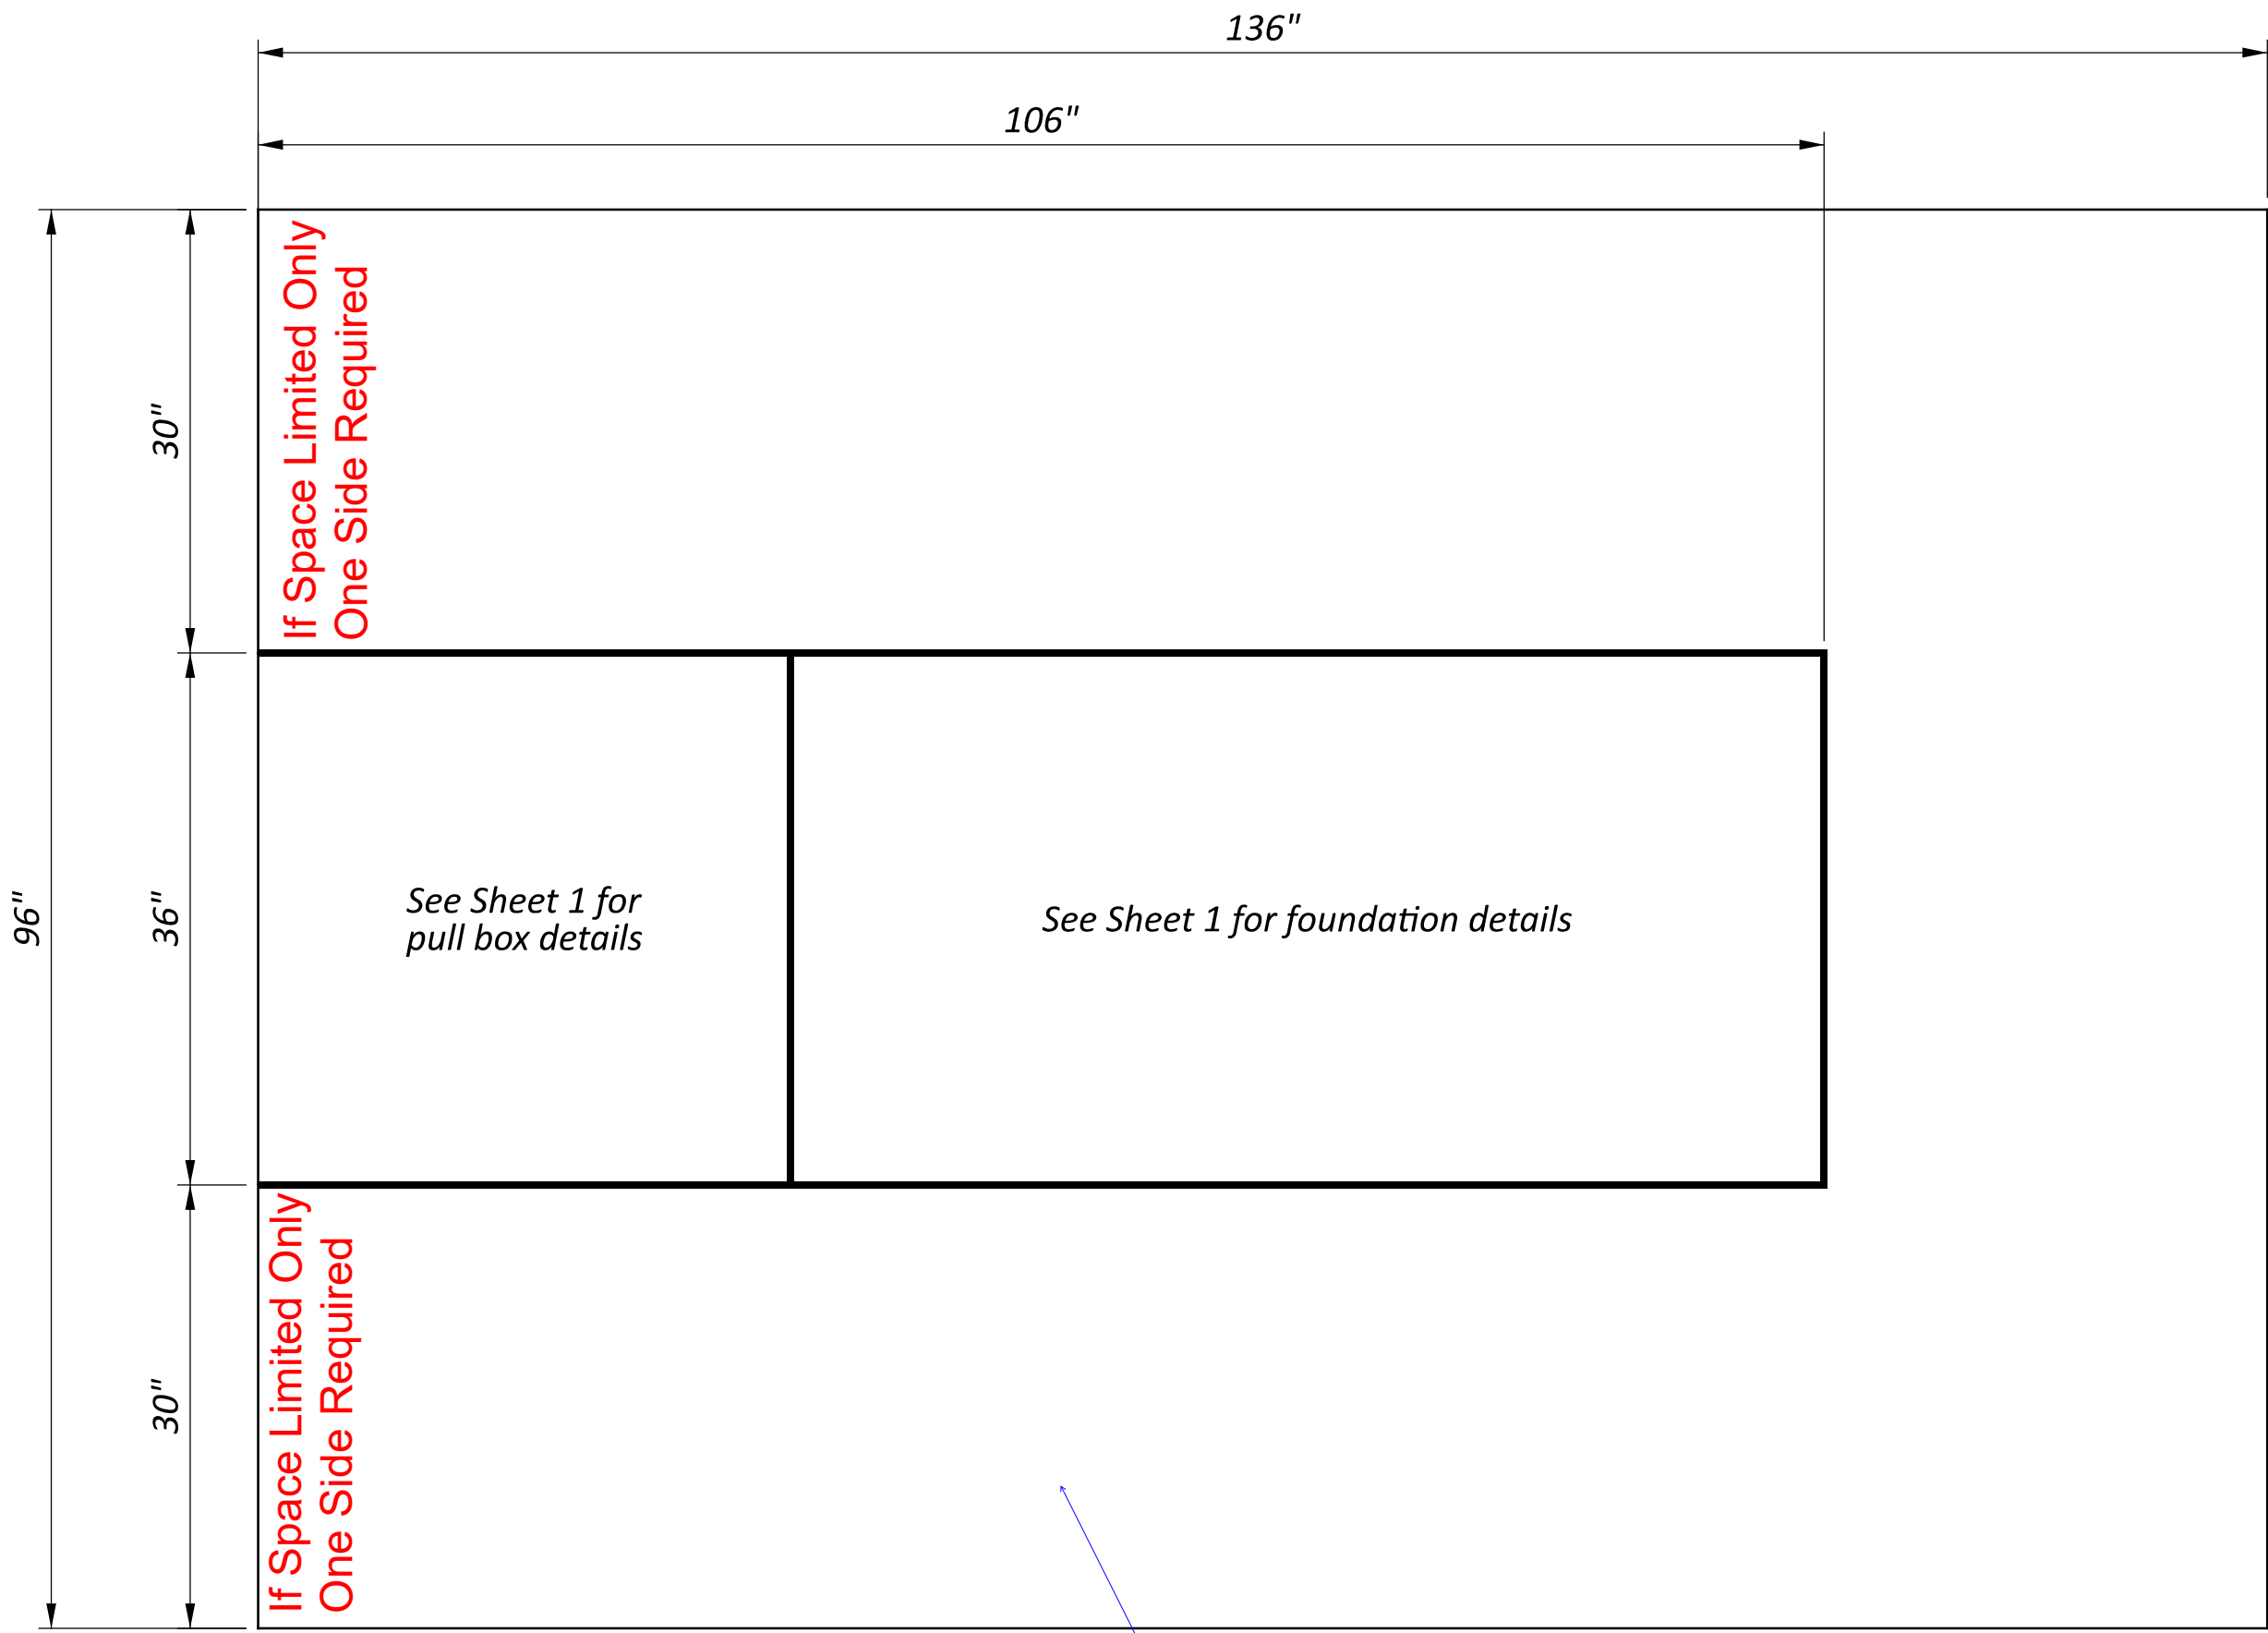 136"
106"
If Space Limited Only
One Side Required
30"
96"
36"
See Sheet 1 for
pull box details
See Sheet 1 for foundation details
If Space Limited Only
One Side Required
30"